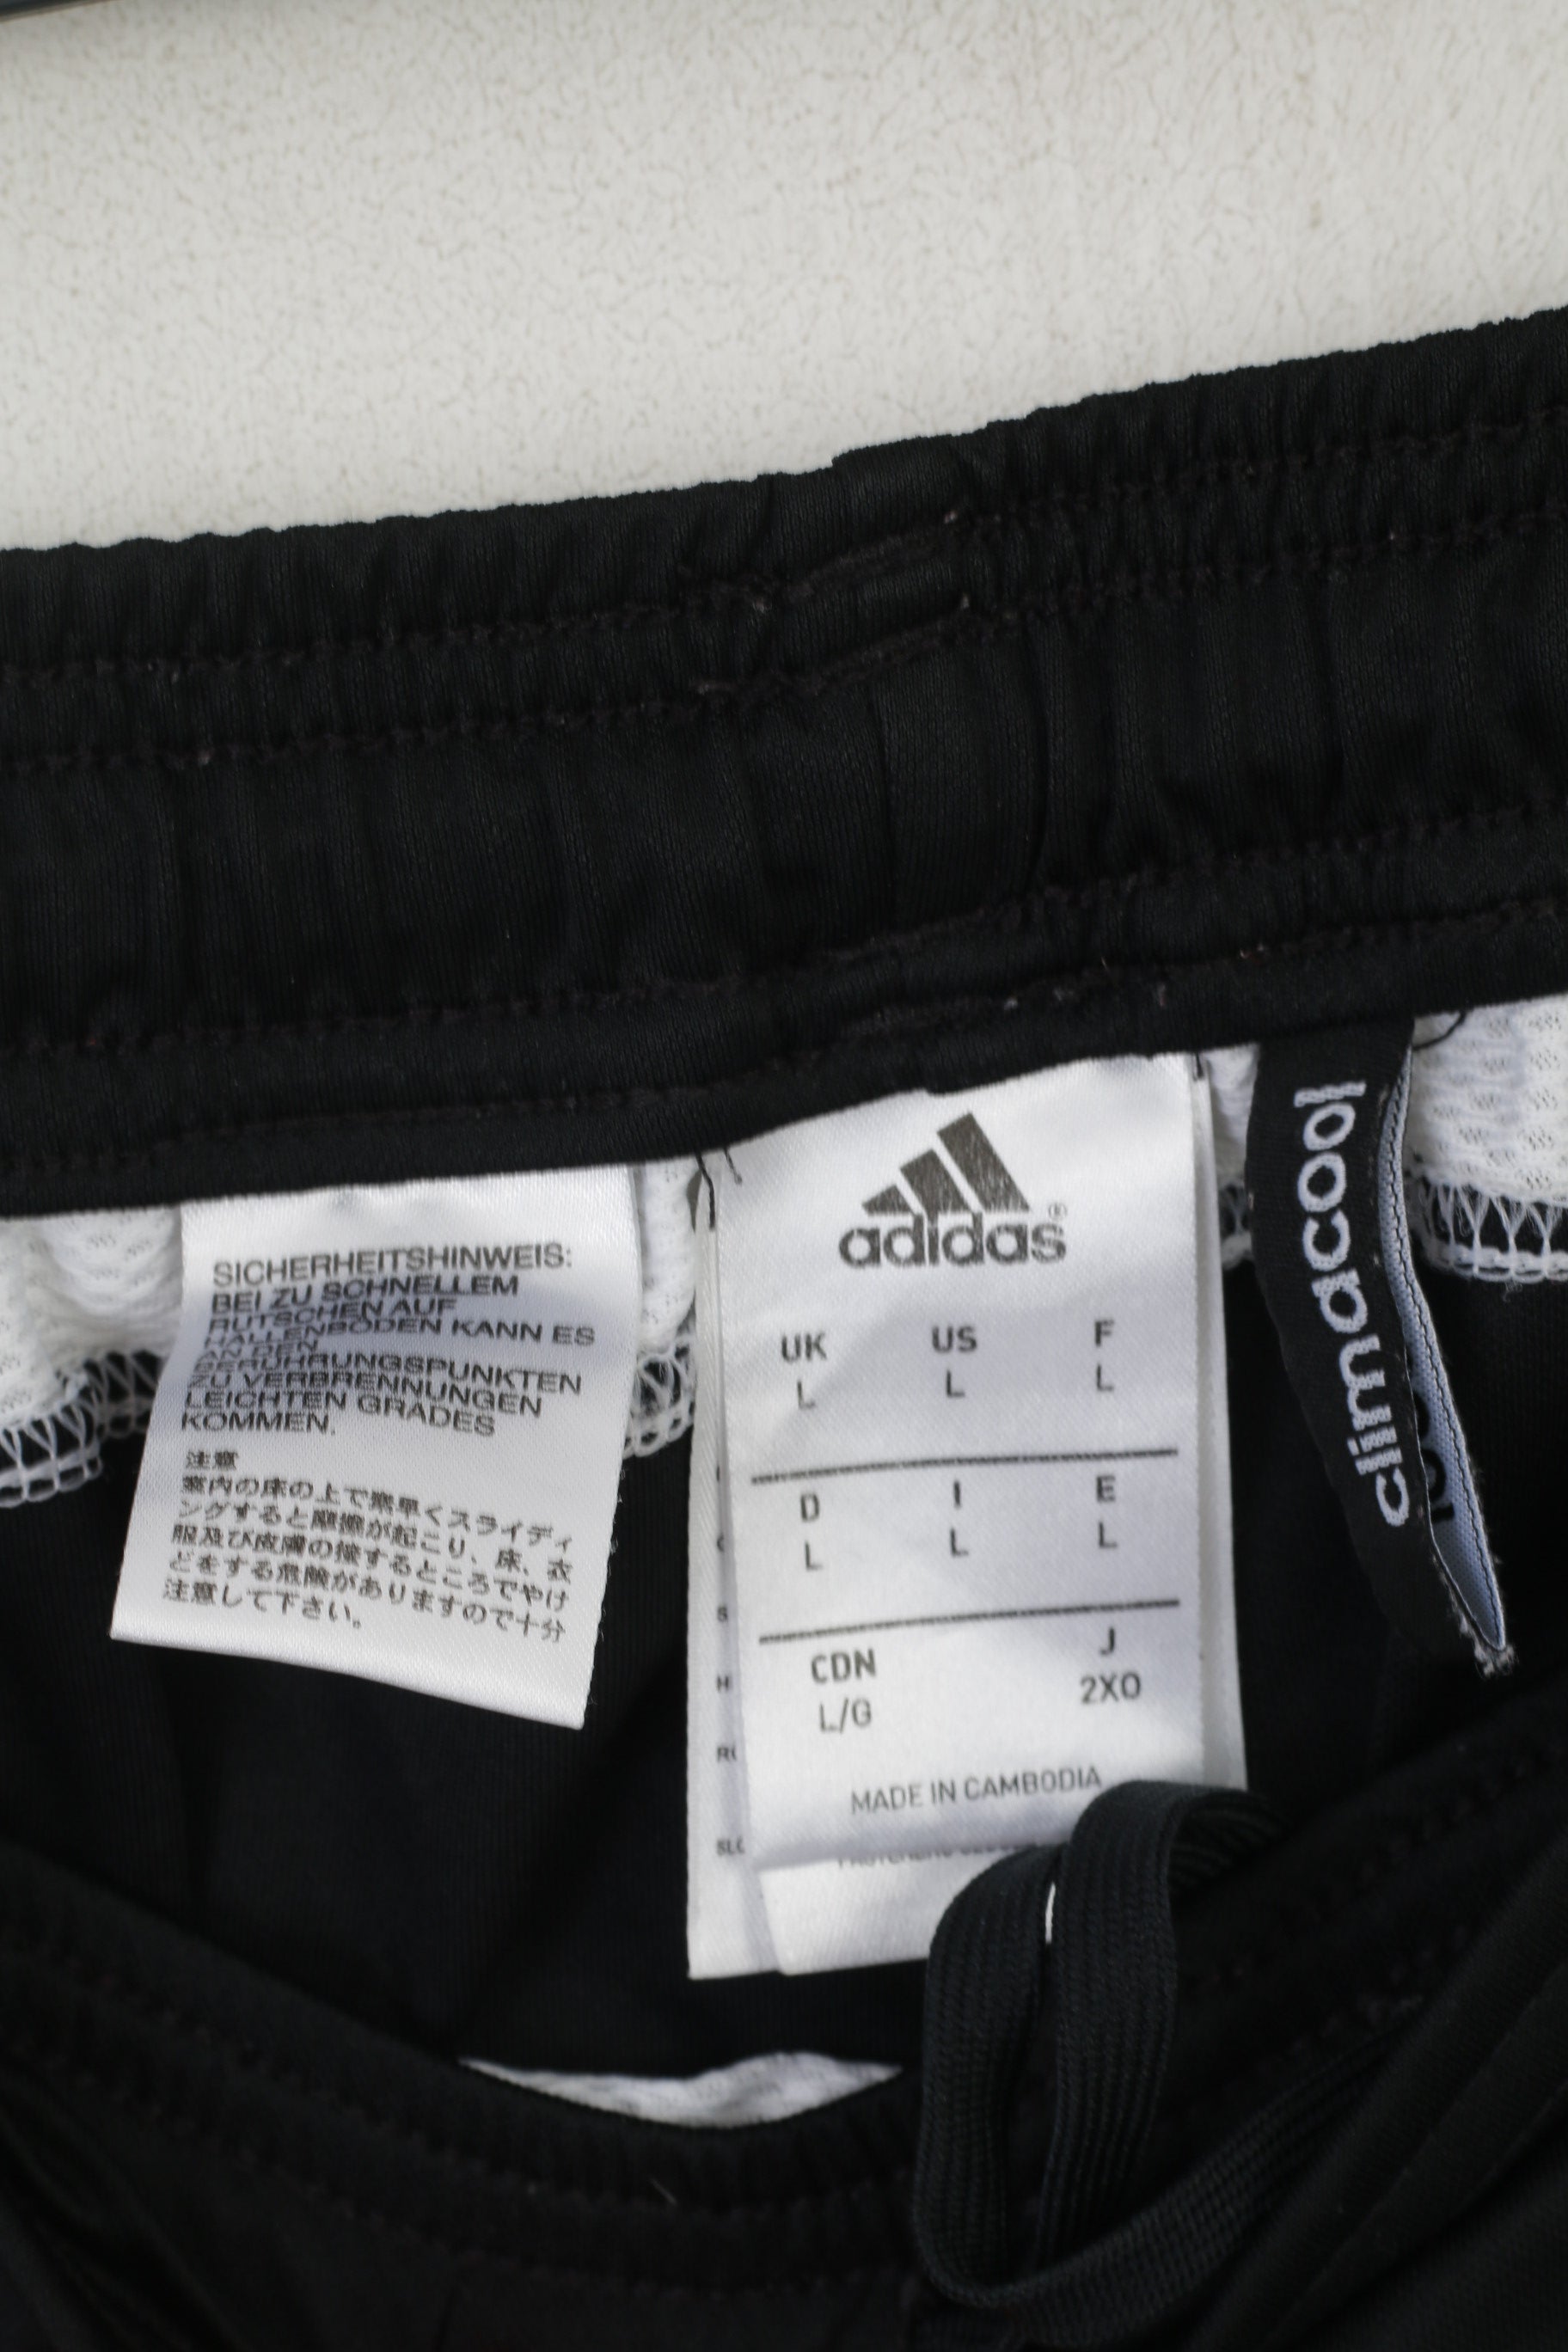 SICHERHEITSHINWEIS:
BEI ZU SCHNELLEM
RUTSCHEN AUF
HALLENBÖDEN KANN ES
AN DEN
BERÜHRUNGSPUNKTEN
ZU VERBRENNUNGEN
LEICHTEN GRADES
KOMMEN.
注意
室内の床の上で素早くスライディ
ングすると摩擦が起こり、床、衣
服及び皮膚の接するところでやけ
どをする危険がありますので十分
注意して下さい。
adidas®
UK US F
L L L
D I E
L L L
CDN J
L/G 2XO
MADE IN CAMBODIA
climacool